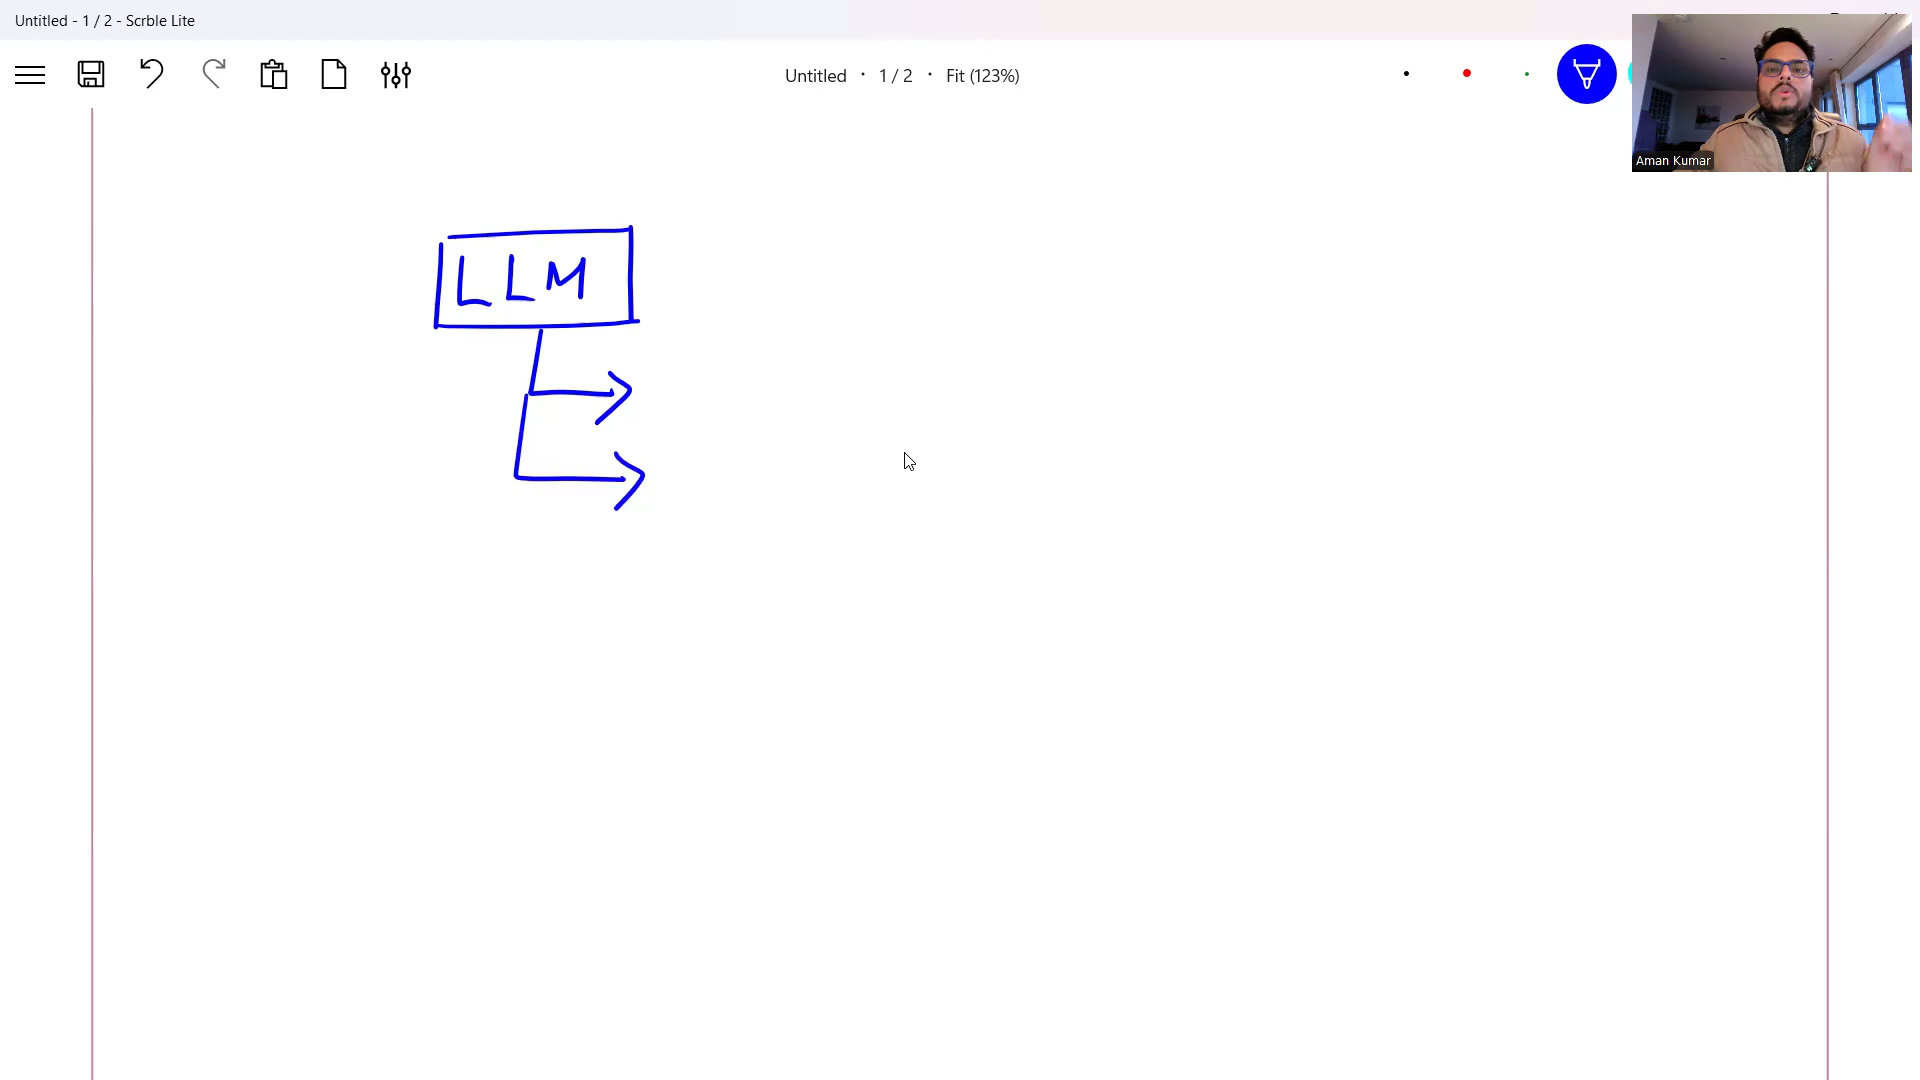 Untitled - 1 / 2 - Scrble Lite
Untitled · 1 / 2 · Fit (123%)
Aman Kumar
LLM